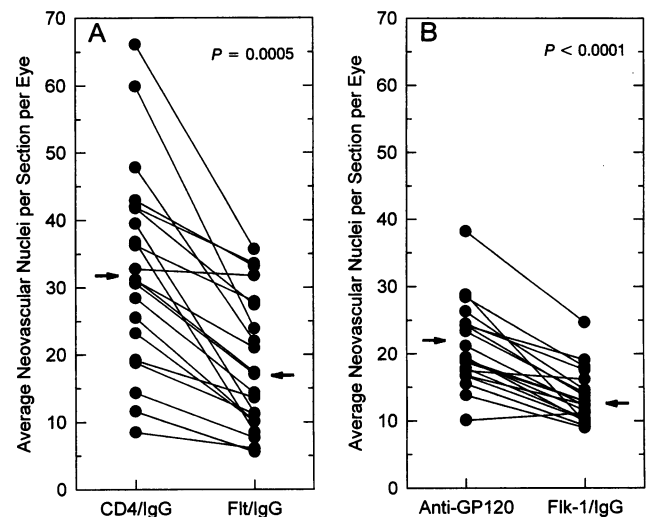 A
P = 0.0005
Average Neovascular Nuclei per Section per Eye
70
60
50
40
30
20
10
0
CD4/IgG Flt/IgG
B
P < 0.0001
Average Neovascular Nuclei per Section per Eye
70
60
50
40
30
20
10
0
Anti-GP120 Flk-1/IgG